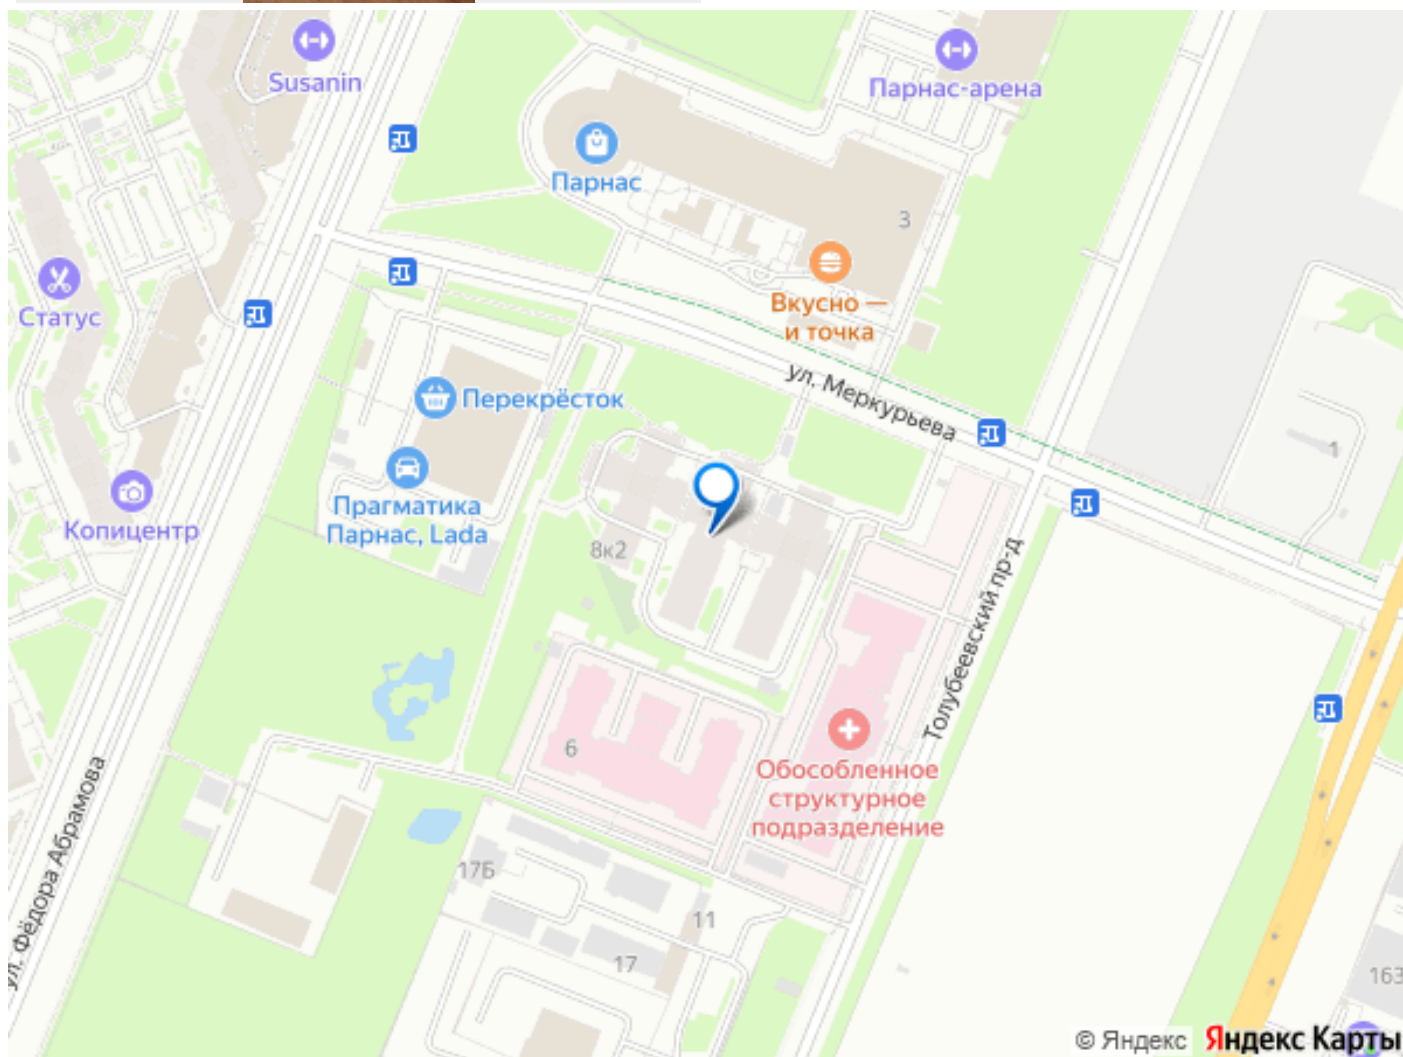 Susanin
Парнас-арена
Парнас
3
Статус
Вкусно —
и точка
ул. Меркурьева
Перекрёсток
1
Прагматика
Парнас, Lada
Копицентр
8к2
Толубеевский пр-д
6
Обособленное
структурное
подразделение
ул. Фёдора Абрамова
17Б
11
17
163
© Яндекс Яндекс Карты